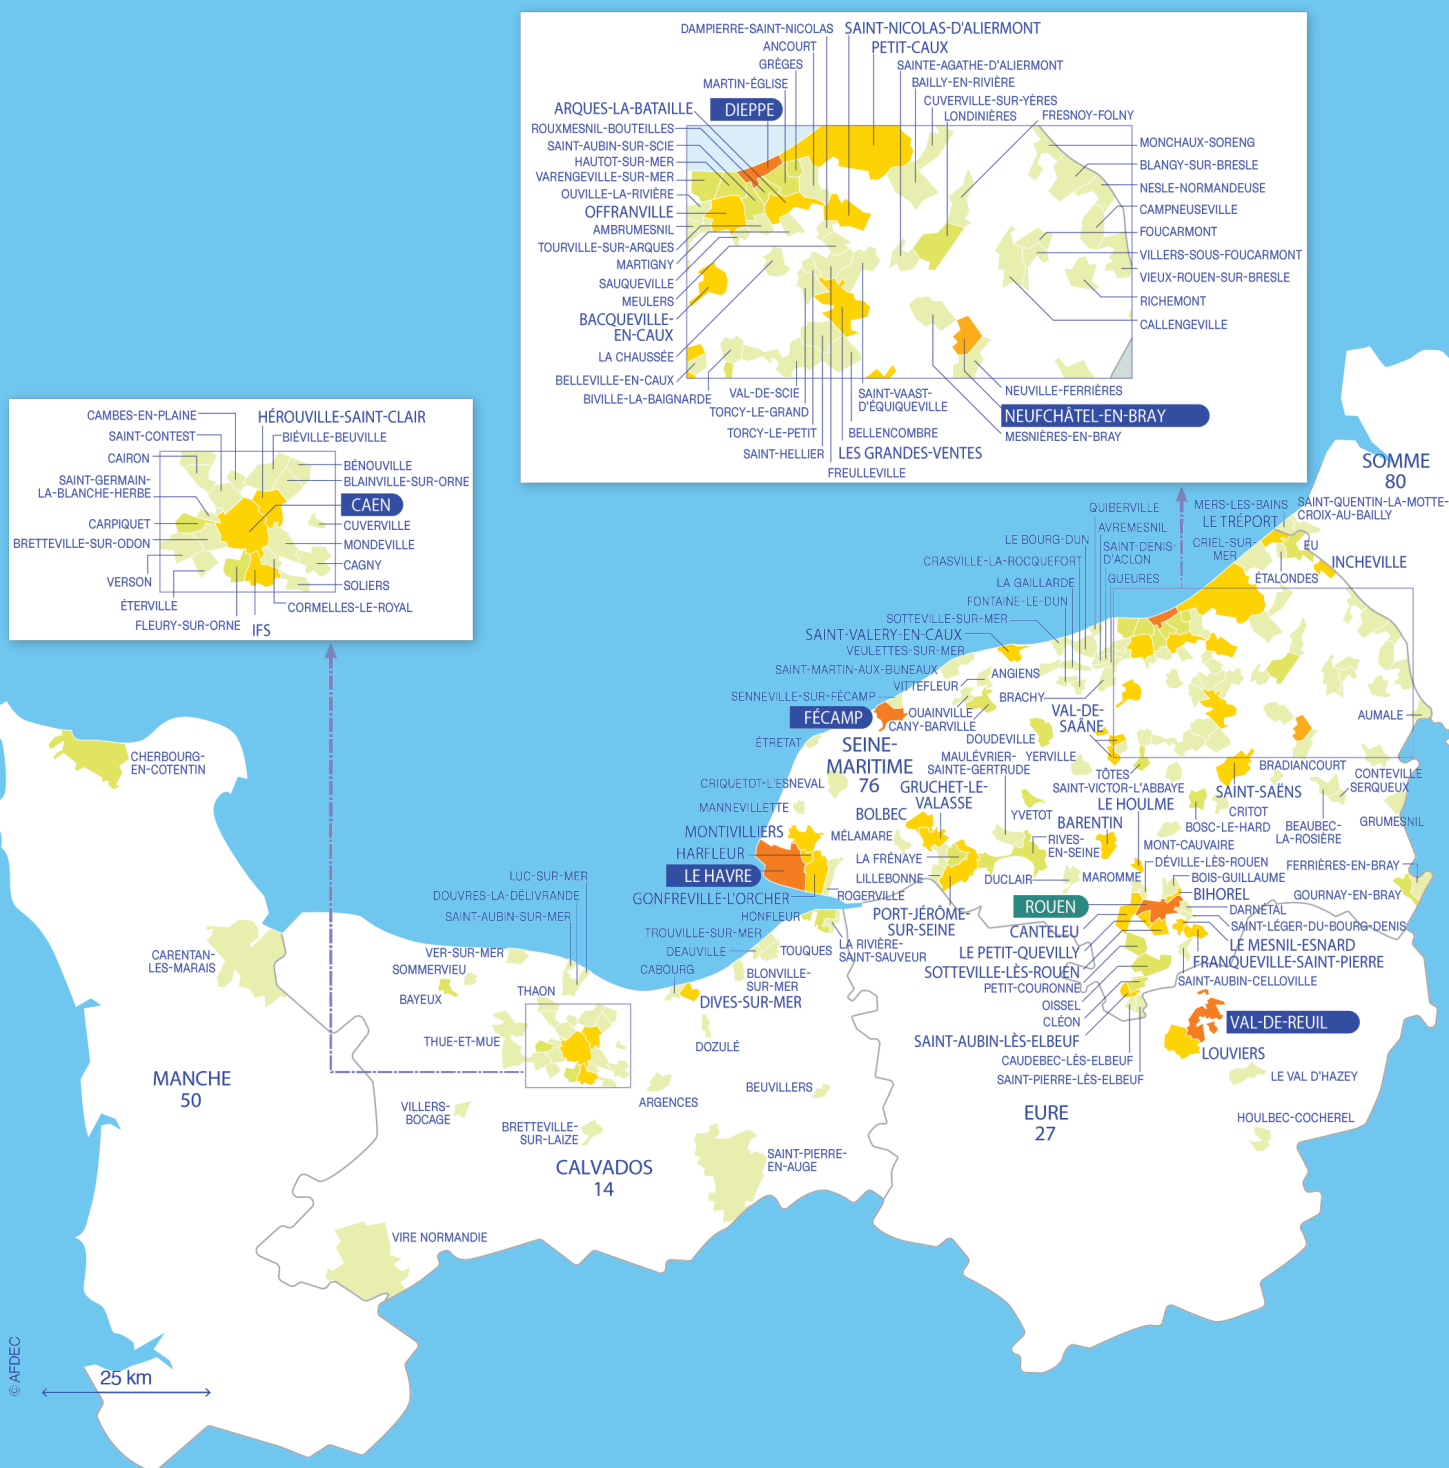 DAMPIERRE-SAINT-NICOLAS
SAINT-NICOLAS-D'ALIERMONT
ANCOURT
PETIT-CAUX
GRÈGES
SAINTE-AGATHE-D'ALIERMONT
MARTIN-ÉGLISE
BAILLY-EN-RIVIÈRE
ARQUES-LA-BATAILLE
DIEPPE
CUVERVILLE-SUR-YÈRES
LONDINIÈRES
FRESNOY-FOLNY
ROUXMESNIL-BOUTEILLES
SAINT-AUBIN-SUR-SCIE
HAUTOT-SUR-MER
VARENGEVILLE-SUR-MER
OUVILLE-LA-RIVIÈRE
OFFRANVILLE
AMBRUMESNIL
TOURVILLE-SUR-ARQUES
MARTIGNY
SAUQUEVILLE
MEULERS
BACQUEVILLE-
EN-CAUX
LA CHAUSSÉE
BELLEVILLE-EN-CAUX
BIVILLE-LA-BAIGNARDE
MONCHAUX-SORENG
BLANGY-SUR-BRESLE
NESLE-NORMANDEUSE
CAMPNEUSEVILLE
FOUCARMONT
VILLERS-SOUS-FOUCARMONT
VIEUX-ROUEN-SUR-BRESLE
RICHEMONT
CALLENGEVILLE
VAL-DE-SCIE
TORCY-LE-GRAND
TORCY-LE-PETIT
SAINT-HELLIER
FREULLEVILLE
LES GRANDES-VENTES
BELLENCOMBRE
SAINT-VAAST-
D'ÉQUIQUEVILLE
NEUVILLE-FERRIÈRES
NEUFCHÂTEL-EN-BRAY
MESNIÈRES-EN-BRAY
CAMBES-EN-PLAINE
HÉROUVILLE-SAINT-CLAIR
SAINT-CONTEST
BIÉVILLE-BEUVILLE
CAIRON
BÉNOUVILLE
SAINT-GERMAIN-
LA-BLANCHE-HERBE
BLAINVILLE-SUR-ORNE
CAEN
CARPIQUET
CUVERVILLE
BRETTEVILLE-SUR-ODON
MONDEVILLE
VERSON
CAGNY
SOLIERS
ÉTERVILLE
CORMELLES-LE-ROYAL
FLEURY-SUR-ORNE
IFS
SOMME
80
QUIBERVILLE
MERS-LES-BAINS
SAINT-QUENTIN-LA-MOTTE-
CROIX-AU-BAILLY
AVREMESNIL
LE TRÉPORT
LE BOURG-DUN
SAINT-DENIS-
D'ACLON
CRIEL-SUR-
MER
EU
INCHEVILLE
CRASVILLE-LA-ROCQUEFORT
GUEURES
ÉTALONDES
LA GAILLARDE
FONTAINE-LE-DUN
SOTTEVILLE-SUR-MER
SAINT-VALERY-EN-CAUX
VEULETTES-SUR-MER
SAINT-MARTIN-AUX-BUNEAUX
ANGIENS
VITTEFLEUR
SENNEVILLE-SUR-FÉCAMP
BRACHY
FÉCAMP
OUAINVILLE
CANY-BARVILLE
VAL-DE-
SAÂNE
AUMALE
ÉTRETAT
SEINE-
MARITIME
76
DOUDEVILLE
MAULÉVRIER-
SAINTE-GERTRUDE
YERVILLE
TÔTES
SAINT-VICTOR-L'ABBAYE
BRADIANCOURT
CONTEVILLE
SERQUEUX
CRIQUETOT-L'ESNEVAL
GRUCHET-LE-
VALASSE
LE HOULME
SAINT-SAËNS
MANNEVILLETTE
BOLBEC
YVETOT
BARENTIN
CRITOT
GRUMESNIL
BOSC-LE-HARD
BEAUBEC-
LA-ROSIÈRE
MONTIVILLIERS
MÉLAMARE
RIVES-
EN-SEINE
MONT-CAUVAIRE
HARFLEUR
LA FRÉNAYE
DÉVILLE-LÈS-ROUEN
FERRIÈRES-EN-BRAY
LE HAVRE
LILLEBONNE
DUCLAIR
MAROMME
BOIS-GUILLAUME
GONFREVILLE-L'ORCHER
ROGERVILLE
BIHOREL
GOURNAY-EN-BRAY
ROUEN
DARNÉTAL
HONFLEUR
PORT-JÉRÔME-
SUR-SEINE
SAINT-LÉGER-DU-BOURG-DENIS
CANTELEU
TROUVILLE-SUR-MER
LE MESNIL-ESNARD
DEAUVILLE
TOUQUES
LA RIVIÈRE-
SAINT-SAUVEUR
LE PETIT-QUEVILLY
FRANQUEVILLE-SAINT-PIERRE
CABOURG
BLONVILLE-
SUR-MER
SOTTEVILLE-LÈS-ROUEN
SAINT-AUBIN-CELLOVILLE
PETIT-COURONNE
DIVES-SUR-MER
OISSEL
CLÉON
VAL-DE-REUIL
SAINT-AUBIN-LÈS-ELBEUF
LOUVIERS
CAUDEBEC-LÈS-ELBEUF
SAINT-PIERRE-LÈS-ELBEUF
LE VAL D'HAZEY
HOULBEC-COCHEREL
EURE
27
LUC-SUR-MER
DOUVRES-LA-DÉLIVRANDE
SAINT-AUBIN-SUR-MER
VER-SUR-MER
SOMMERVIEU
BAYEUX
THAON
THUE-ET-MUE
DOZULÉ
BEUVILLERS
ARGENCES
VILLERS-
BOCAGE
BRETTEVILLE-
SUR-LAIZE
SAINT-PIERRE-
EN-AUGE
CALVADOS
14
VIRE NORMANDIE
CHERBOURG-
EN-COTENTIN
CARENTAN-
LES-MARAIS
MANCHE
50
25 km
© AFDEC